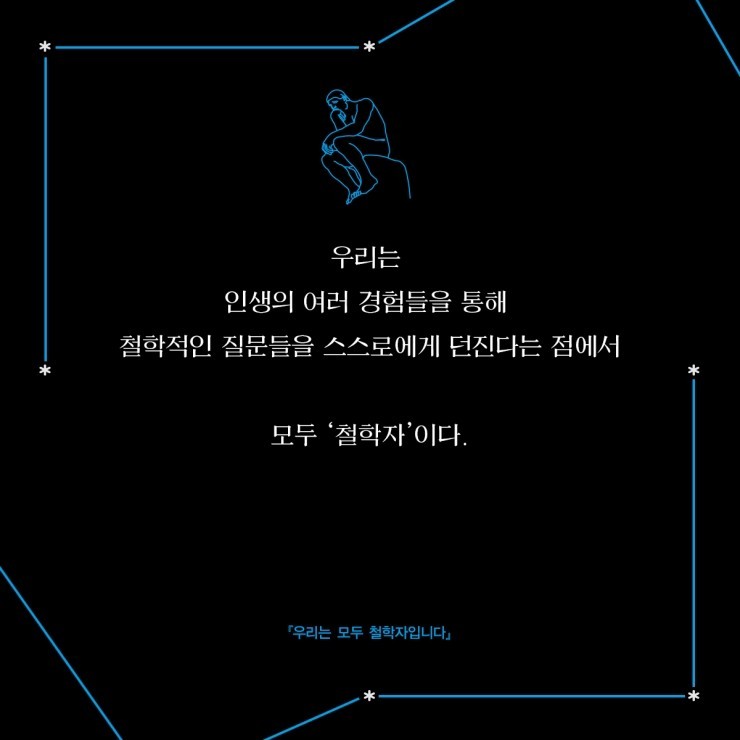 우리는
인생의 여러 경험들을 통해
철학적인 질문들을 스스로에게 던진다는 점에서
모두 ‘철학자’이다.
『우리는 모두 철학자입니다』